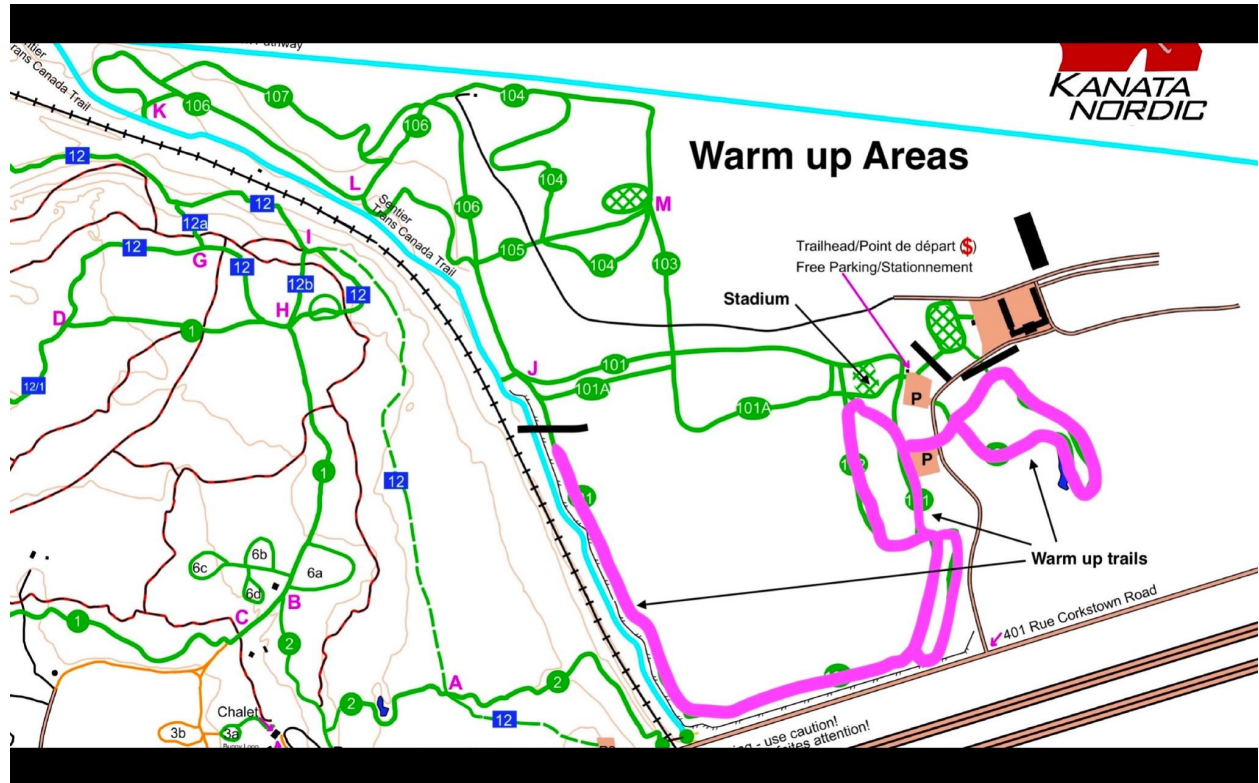 Trans Canada Trail
KANATA
NORDIC
Warm up Areas
K
106
107
106
104
12
L
104
M
12
12a
Sentier
Trans Canada Trail
106
I
12
G
12
105
104
103
Trailhead/Point de départ ($)
Free Parking/Stationnement
12b
12
Stadium
D
H
1
J
101
101A
12/1
101A
P
P
1
12
Warm up trails
6b
6c
6a
6d
B
C
1
2
401 Rue Corkstown Road
A
2
2
Chalet
12
3b
3a
- use caution!